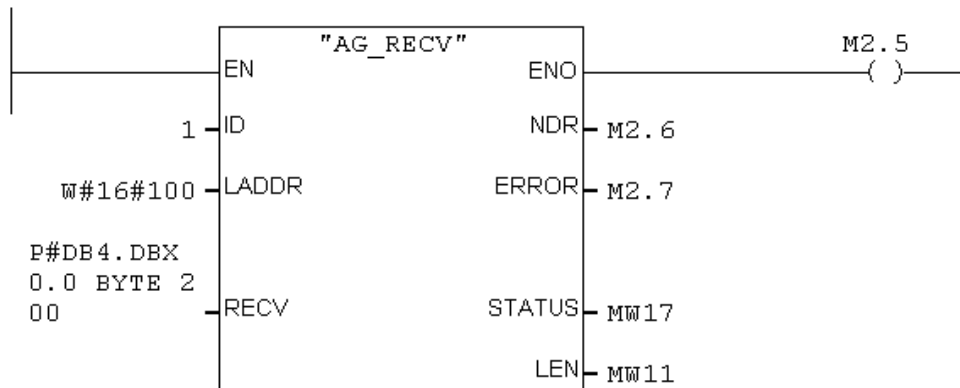 "AG_RECV"
M2.5
EN
ENO
( )
1
ID
NDR
M2.6
W#16#100
LADDR
ERROR
M2.7
P#DB4.DBX
0.0 BYTE 2
00
RECV
STATUS
MW17
LEN
MW11